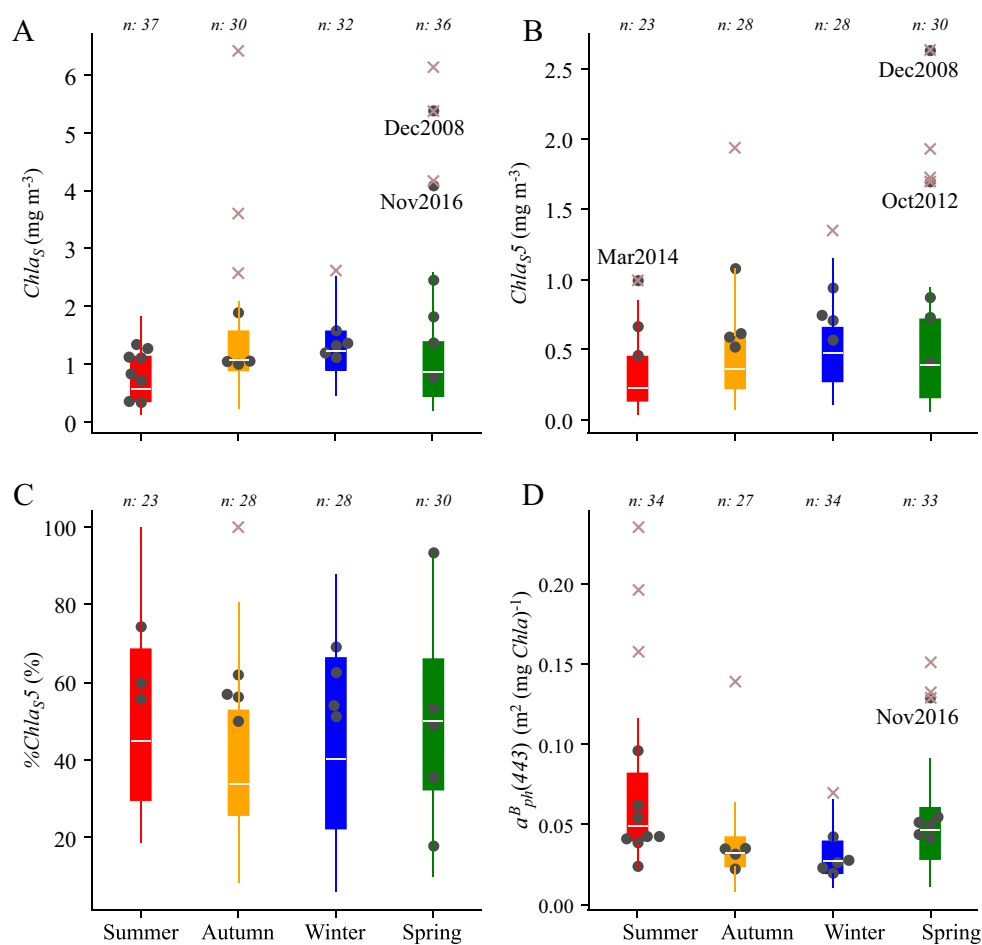 A
n: 37 n: 30 n: 32 n: 36
Chla_S (mg m^-3)
6
5
4
3
2
1
0
Dec2008
Nov2016
B
n: 23 n: 28 n: 28 n: 30
Chla_S5 (mg m^-3)
2.5
2.0
1.5
1.0
0.5
0.0
Dec2008
Oct2012
Mar2014
C
n: 23 n: 28 n: 28 n: 30
%Chla_S5 (%)
100
80
60
40
20
Summer Autumn Winter Spring
D
n: 34 n: 27 n: 34 n: 33
a^B_ph(443) (m^2 (mg Chla)^-1)
0.20
0.15
0.10
0.05
0.00
Nov2016
Summer Autumn Winter Spring